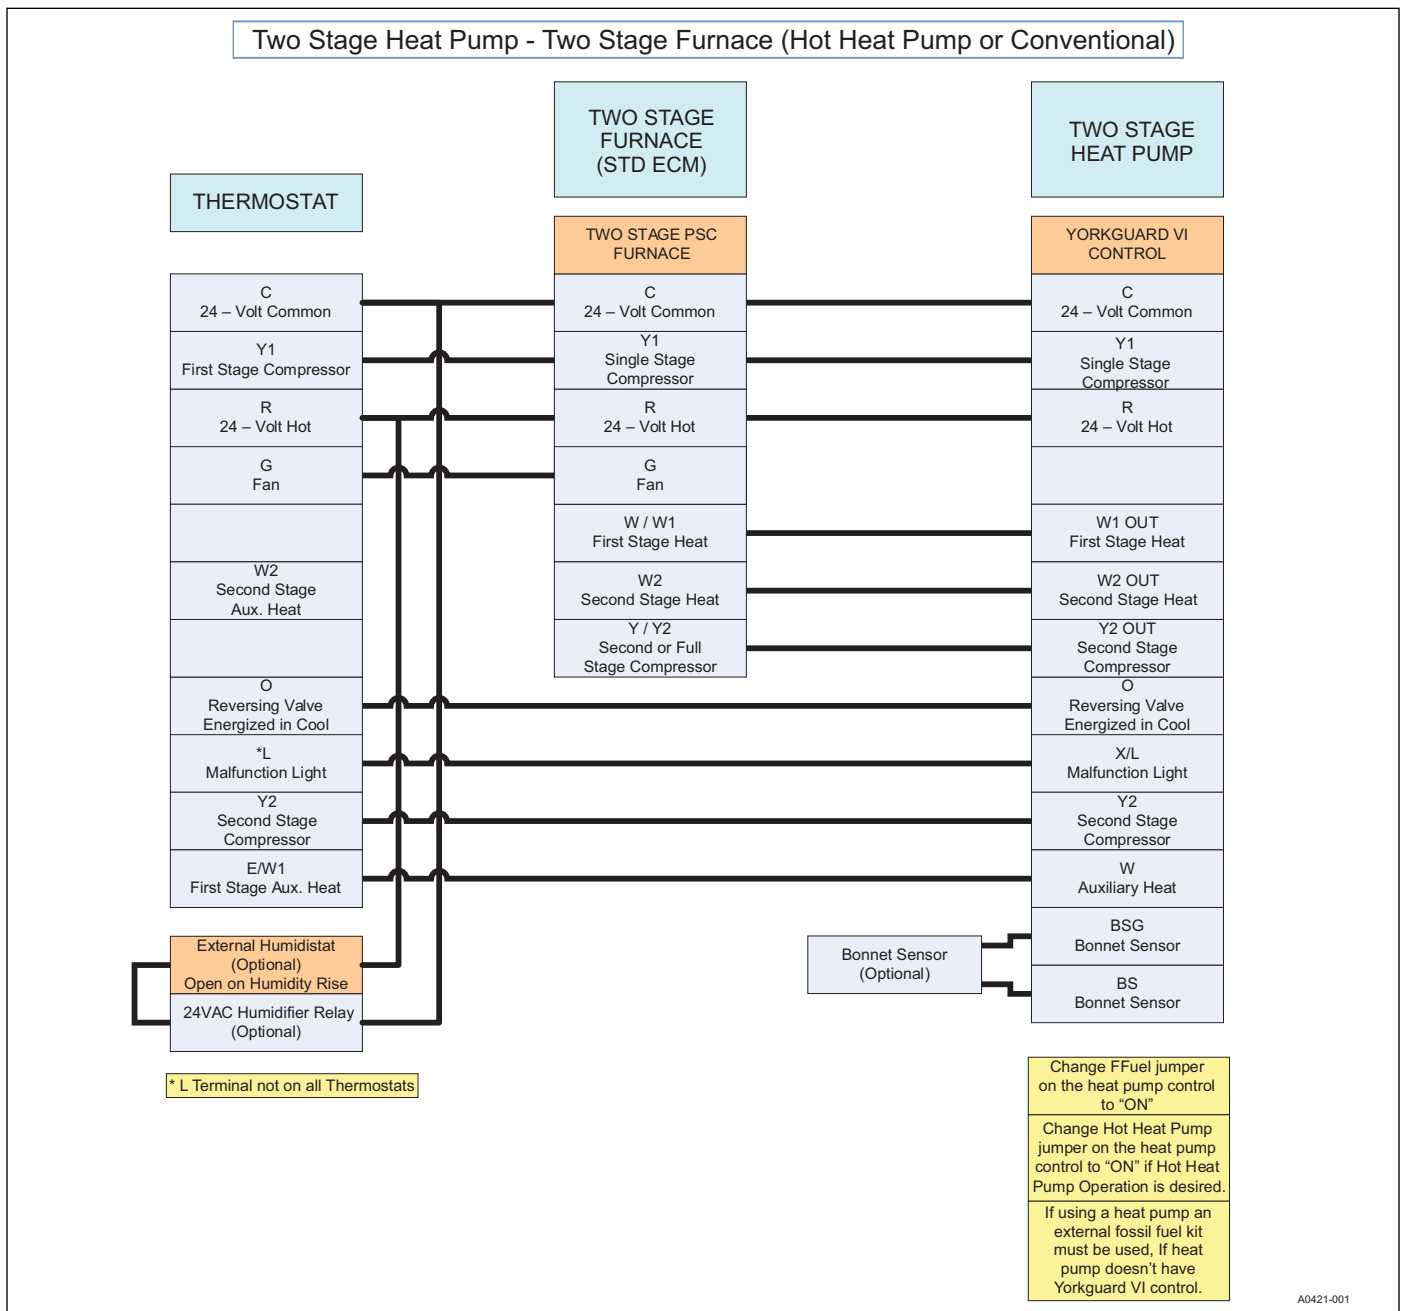 Two Stage Heat Pump - Two Stage Furnace (Hot Heat Pump or Conventional)
THERMOSTAT
C
24 – Volt Common
Y1
First Stage Compressor
R
24 – Volt Hot
G
Fan
W2
Second Stage
Aux. Heat
O
Reversing Valve
Energized in Cool
*L
Malfunction Light
Y2
Second Stage
Compressor
E/W1
First Stage Aux. Heat
External Humidistat
(Optional)
Open on Humidity Rise
24VAC Humidifier Relay
(Optional)
* L Terminal not on all Thermostats
TWO STAGE
FURNACE
(STD ECM)
TWO STAGE PSC
FURNACE
C
24 – Volt Common
Y1
Single Stage
Compressor
R
24 – Volt Hot
G
Fan
W / W1
First Stage Heat
W2
Second Stage Heat
Y / Y2
Second or Full
Stage Compressor
Bonnet Sensor
(Optional)
TWO STAGE
HEAT PUMP
YORKGUARD VI
CONTROL
C
24 – Volt Common
Y1
Single Stage
Compressor
R
24 – Volt Hot
W1 OUT
First Stage Heat
W2 OUT
Second Stage Heat
Y2 OUT
Second Stage
Compressor
O
Reversing Valve
Energized in Cool
X/L
Malfunction Light
Y2
Second Stage
Compressor
W
Auxiliary Heat
BSG
Bonnet Sensor
BS
Bonnet Sensor
Change FFuel jumper
on the heat pump control
to “ON”
Change Hot Heat Pump
jumper on the heat pump
control to “ON” if Hot Heat
Pump Operation is desired.
If using a heat pump an
external fossil fuel kit
must be used, If heat
pump doesn’t have
Yorkguard VI control.
A0421-001